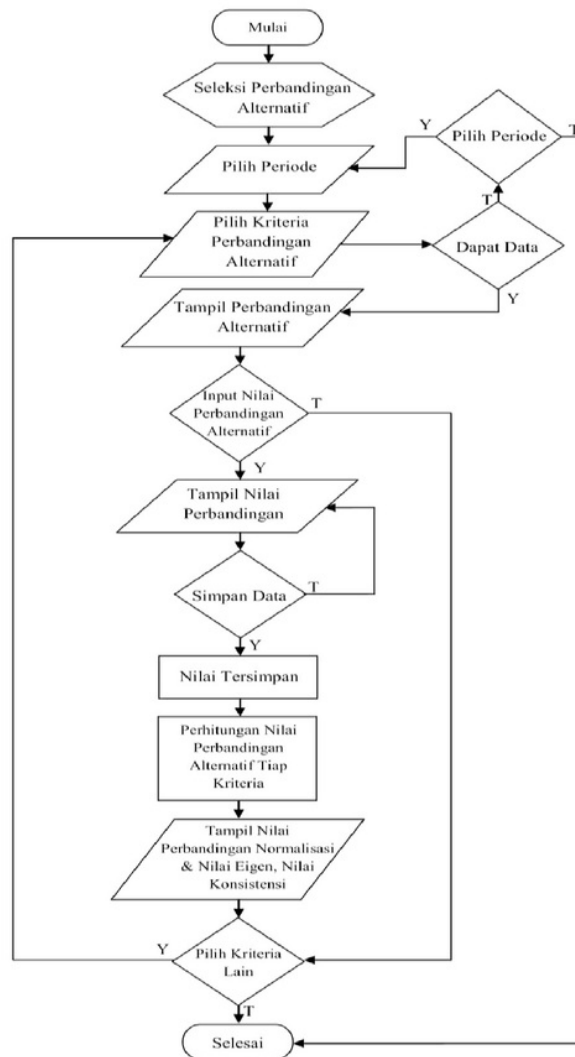 Mulai
Seleksi Perbandingan
Alternatif
Y
Pilih Periode
T
Pilih Periode
T
Pilih Kriteria
Perbandingan
Alternatif
Dapat Data
Y
Tampil Perbandingan
Alternatif
Input Nilai
Perbandingan
Alternatif
T
Y
Tampil Nilai
Perbandingan
Simpan Data
T
Y
Nilai Tersimpan
Perhitungan Nilai
Perbandingan
Alternatif Tiap
Kriteria
Tampil Nilai
Perbandingan Normalisasi
& Nilai Eigen, Nilai
Konsistensi
Y
Pilih Kriteria
Lain
T
Selesai